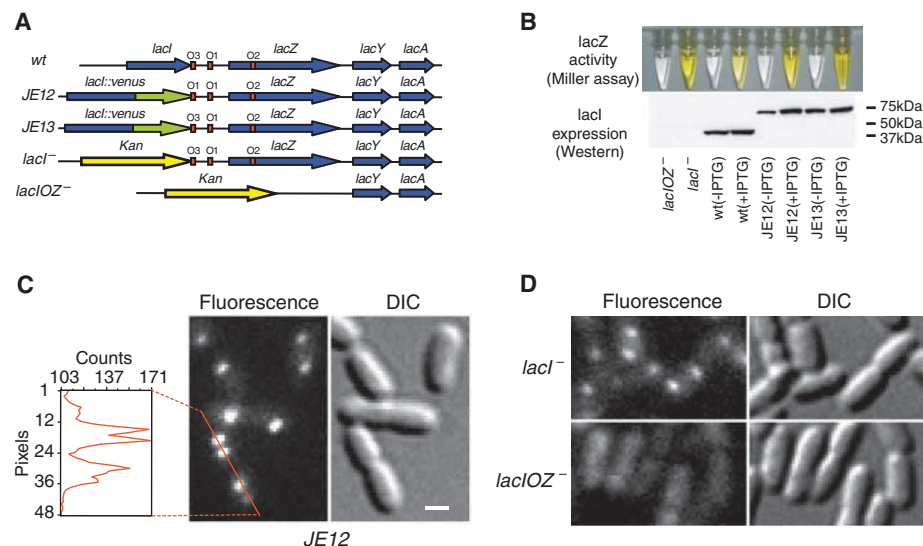 A
lacI
O3
O1
O2
lacZ
lacY
lacA
wt
lacI::venus
O1
O1
O2
lacZ
lacY
lacA
JE12
lacI::venus
O3
O1
O2
lacZ
lacY
lacA
JE13
Kan
O3
O1
O2
lacZ
lacY
lacA
lacI⁻
Kan
lacY
lacA
lacIOZ⁻
B
lacZ
activity
(Miller assay)
lacI
expression
(Western)
75kDa
50kDa
37kDa
lacIOZ⁻
lacI⁻
wt(-IPTG)
wt(+IPTG)
JE12(-IPTG)
JE12(+IPTG)
JE13(-IPTG)
JE13(+IPTG)
C
Fluorescence
DIC
Counts
103 137 171
1
12
24
36
48
Pixels
JE12
D
Fluorescence
DIC
lacI⁻
lacIOZ⁻